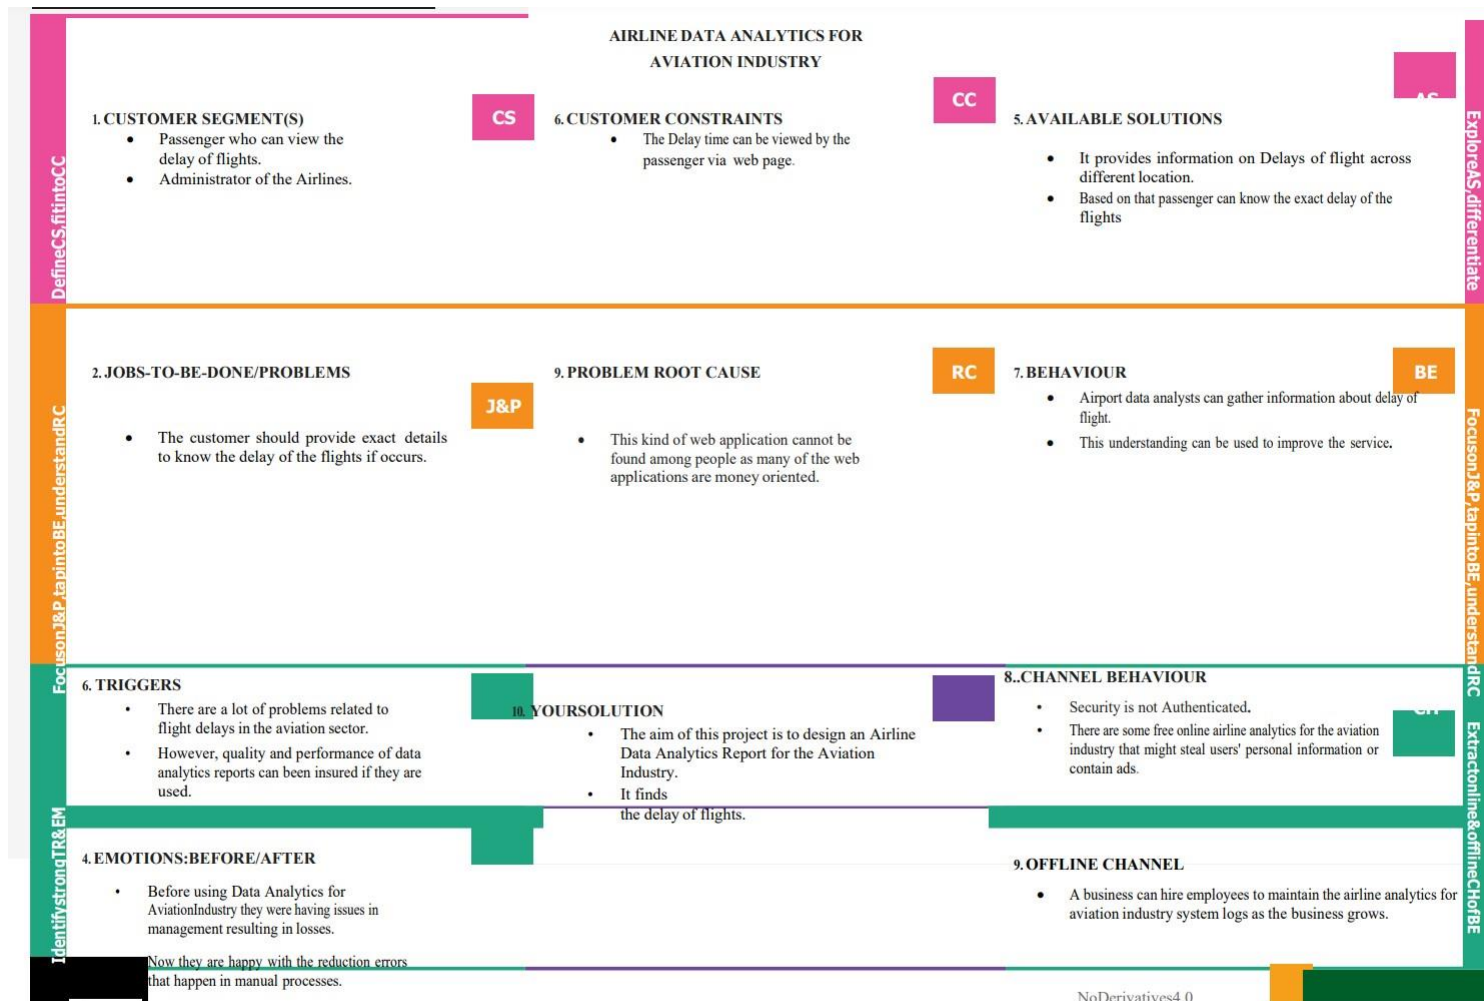 AIRLINE DATA ANALYTICS FOR
AVIATION INDUSTRY
1. CUSTOMER SEGMENT(S)
• Passenger who can view the
delay of flights.
• Administrator of the Airlines.
CS
6. CUSTOMER CONSTRAINTS
• The Delay time can be viewed by the
passenger via web page.
CC
5. AVAILABLE SOLUTIONS
• It provides information on Delays of flight across
different location.
• Based on that passenger can know the exact delay of the
flights
AS
DefineCS,fitintoCC
ExploreAS,differentiate
2. JOBS-TO-BE-DONE/PROBLEMS
J&P
• The customer should provide exact details
to know the delay of the flights if occurs.
9. PROBLEM ROOT CAUSE
RC
• This kind of web application cannot be
found among people as many of the web
applications are money oriented.
7. BEHAVIOUR
BE
• Airport data analysts can gather information about delay of
flight.
• This understanding can be used to improve the service.
FocusonJ&P,tapintoBE,understandRC
FocusonJ&P,tapintoBE,understandRC
6. TRIGGERS
• There are a lot of problems related to
flight delays in the aviation sector.
• However, quality and performance of data
analytics reports can been insured if they are
used.
10. YOURSOLUTION
• The aim of this project is to design an Airline
Data Analytics Report for the Aviation
Industry.
• It finds
the delay of flights.
8..CHANNEL BEHAVIOUR
• Security is not Authenticated.
• There are some free online airline analytics for the aviation
industry that might steal users' personal information or
contain ads.
CH
4. EMOTIONS:BEFORE/AFTER
• Before using Data Analytics for
AviationIndustry they were having issues in
management resulting in losses.
Now they are happy with the reduction errors
that happen in manual processes.
9. OFFLINE CHANNEL
• A business can hire employees to maintain the airline analytics for
aviation industry system logs as the business grows.
IdentifystrongTR&EM
Extractonline&offlineCHofBE
NoDerivatives4.0